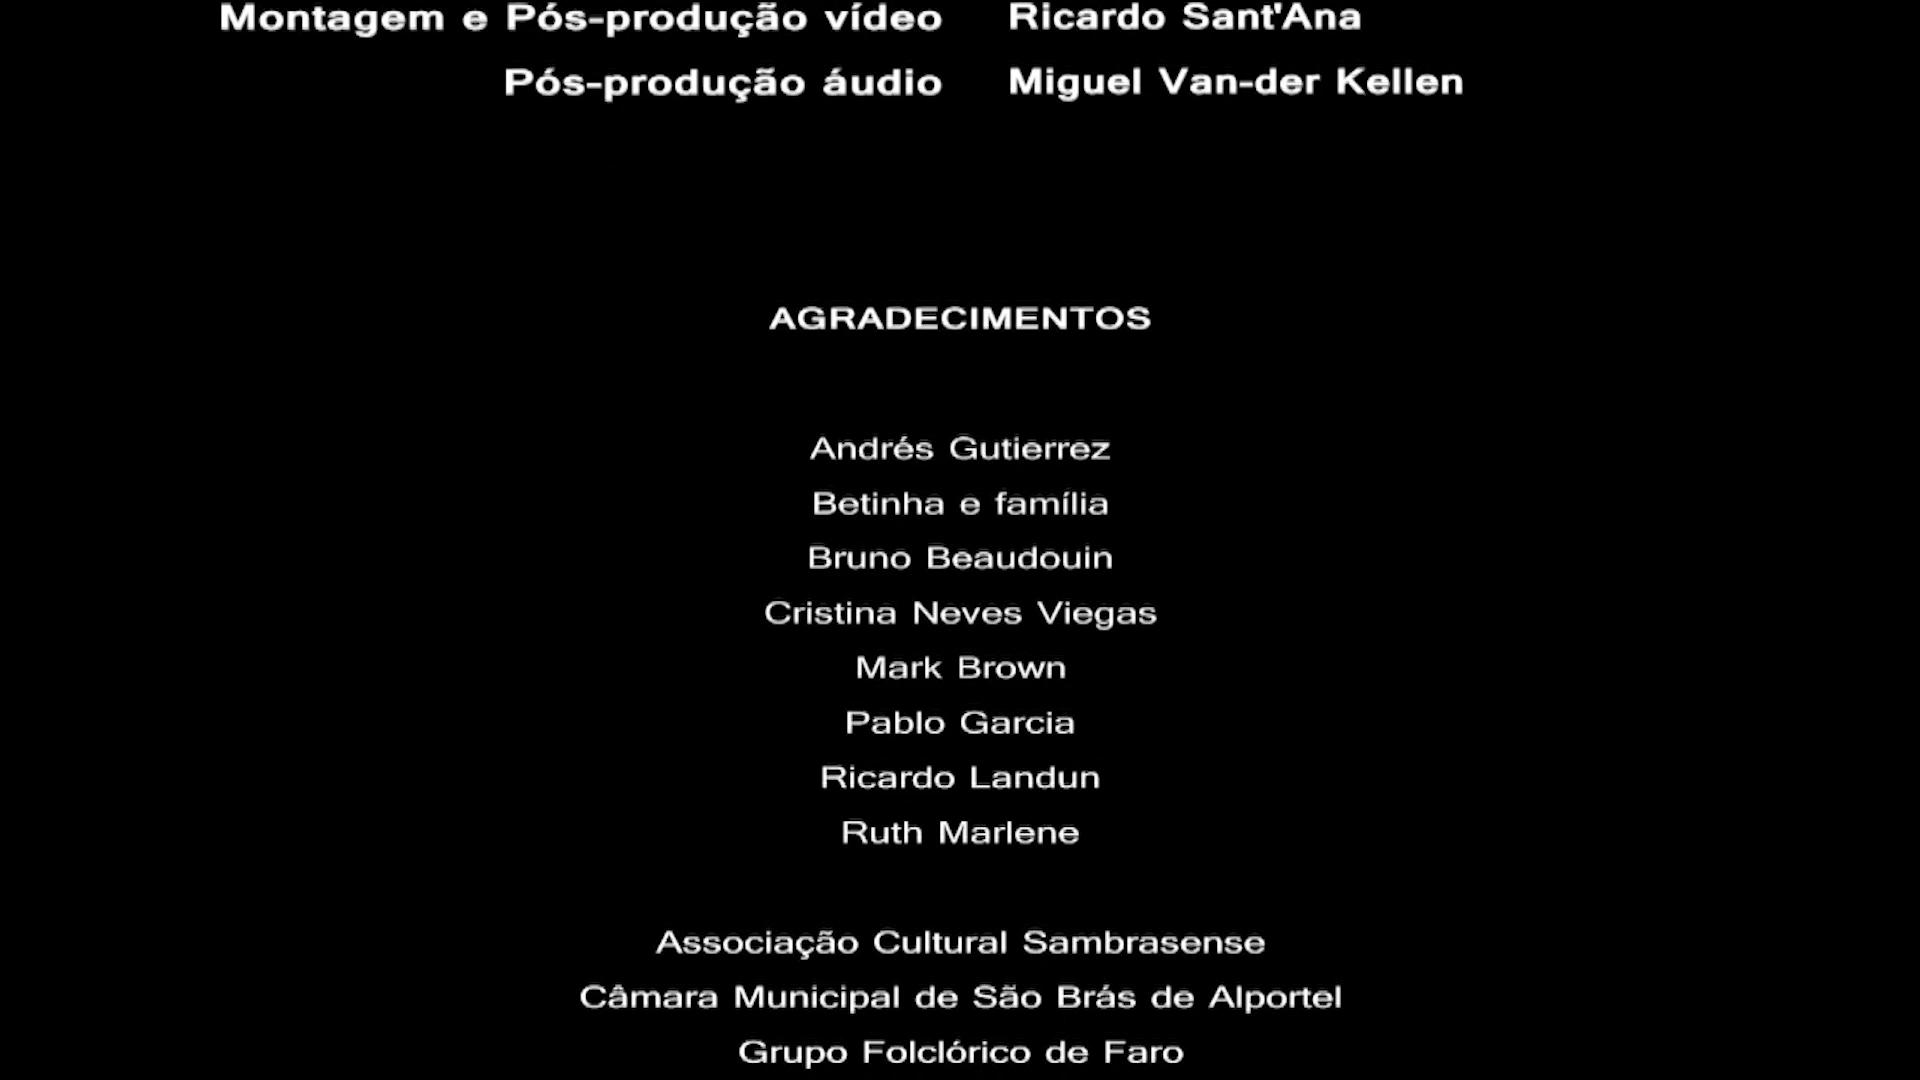 Montagem e Pós-produção vídeo Ricardo Sant'Ana
Pós-produção áudio Miguel Van-der Kellen
AGRADECIMENTOS
Andrés Gutierrez
Betinha e família
Bruno Beaudouin
Cristina Neves Viegas
Mark Brown
Pablo Garcia
Ricardo Landun
Ruth Marlene
Associação Cultural Sambrasense
Câmara Municipal de São Brás de Alportel
Grupo Folclórico de Faro